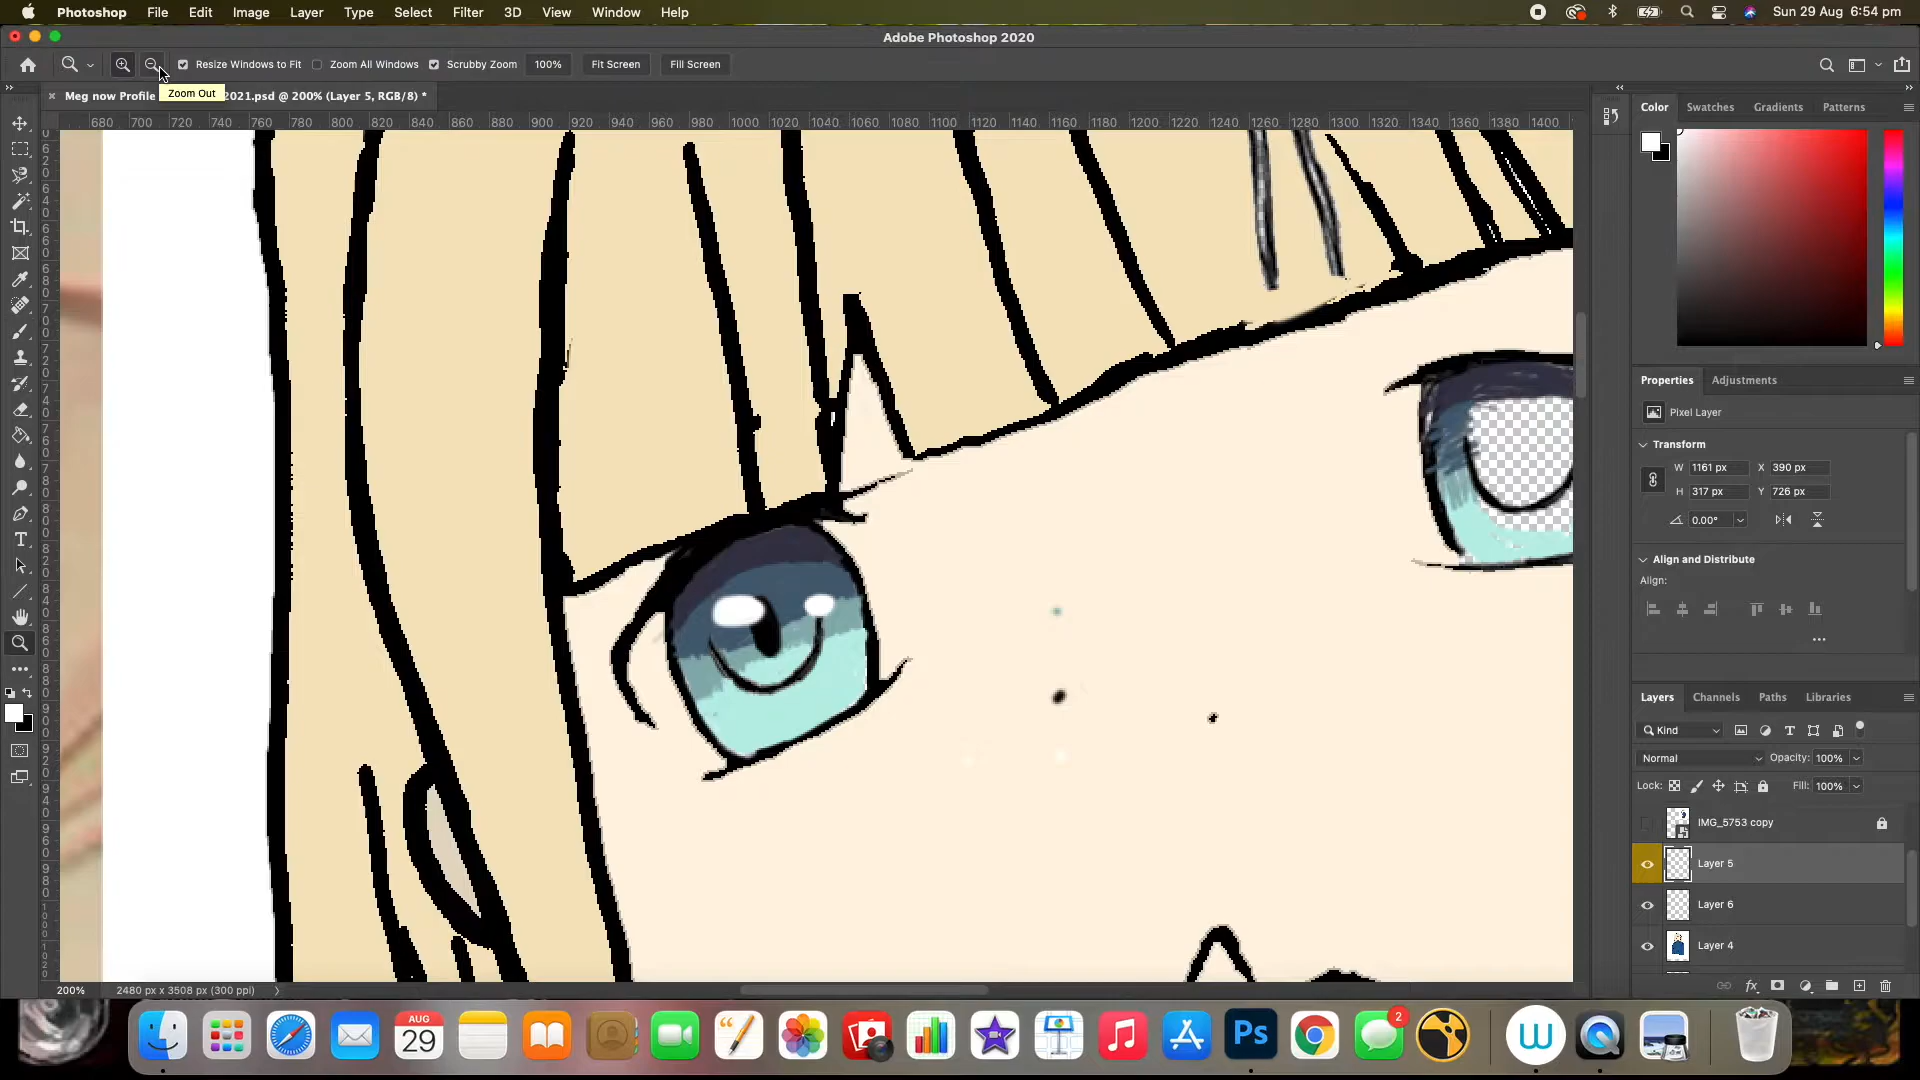 Photoshop File Edit Image Layer Type Select Filter 3D View Window Help Sun 29 Aug 6:54 pm
Adobe Photoshop 2020
Resize Windows to Fit Zoom All Windows Scrubby Zoom 100% Fit Screen Fill Screen
Zoom Out
Meg now Profile 2021.psd @ 200% (Layer 5, RGB/8) *
680 700 720 740 760 780 800 820 840 860 880 900 920 940 960 980 1000 1020 1040 1060 1080 1100 1120 1140 1160 1180 1200 1220 1240 1260 1280 1300 1320 1340 1360 1380 1400
Color Swatches Gradients Patterns
Properties Adjustments
Pixel Layer
Transform
W 1161 px X 390 px
H 317 px Y 726 px
0.00°
Align and Distribute
Align:
Layers Channels Paths Libraries
Kind
Normal Opacity: 100%
Lock: Fill: 100%
IMG_5753 copy
Layer 5
Layer 6
Layer 4
200% 2480 px x 3508 px (300 ppi)
AUG
29
Ps
2
W